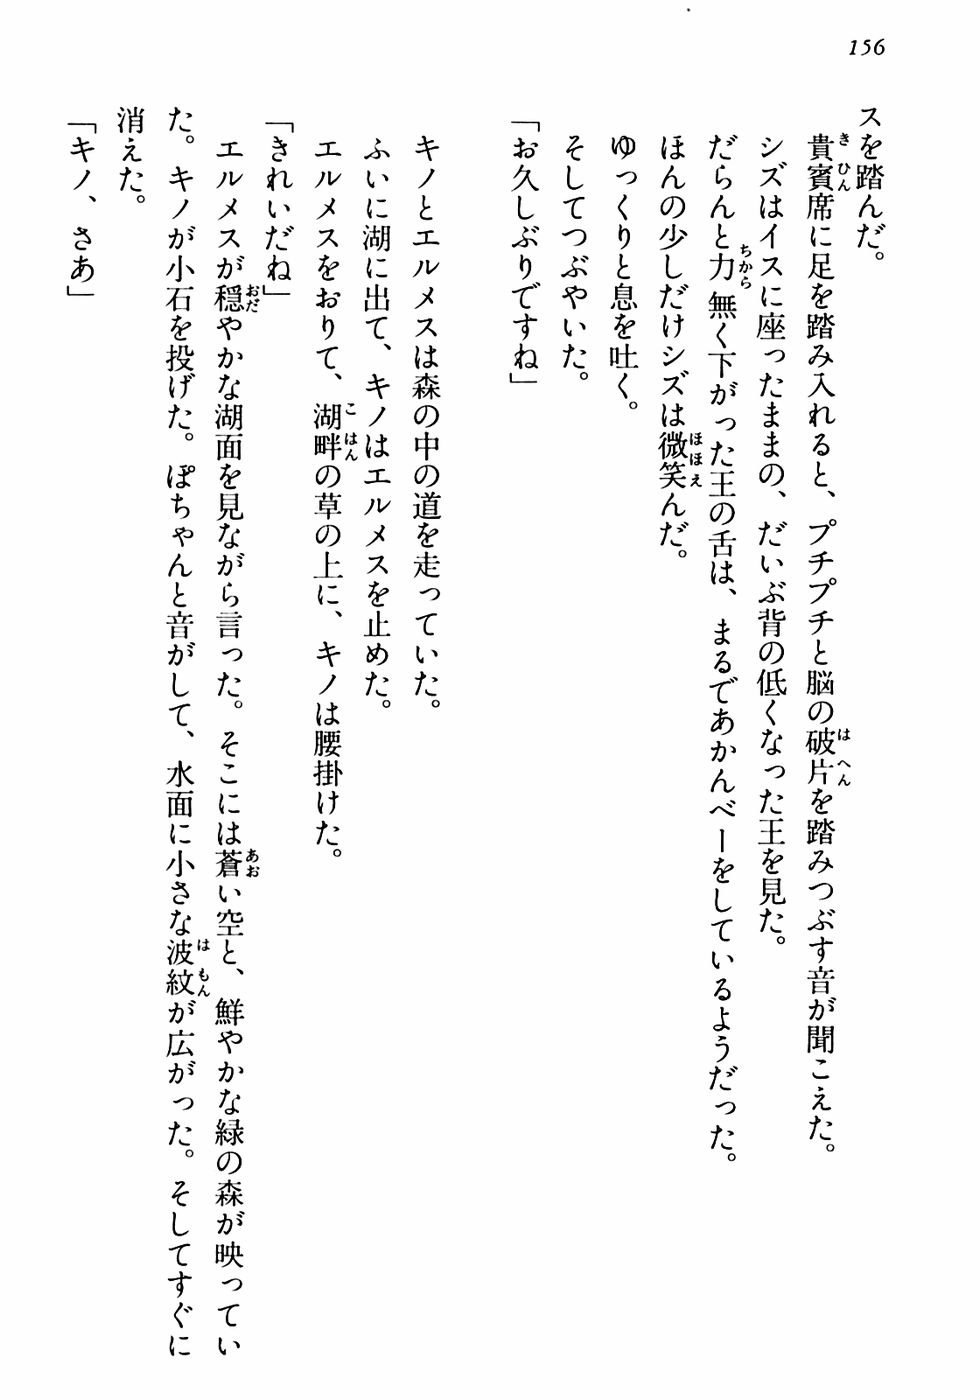 156
スを踏んだ。
貴賓席に足を踏み入れると、プチプチと脳の破片を踏みつぶす音が聞こえた。
シズはイスに座ったままの、だいぶ背の低くなった王を見た。
だらんと力無く下がった王の舌は、まるであかんべーをしているようだった。
ほんの少しだけシズは微笑んだ。
ゆっくりと息を吐く。
そしてつぶやいた。
「お久しぶりですね」
キノとエルメスは森の中の道を走っていた。
ふいに湖に出て、キノはエルメスを止めた。
エルメスをおりて、湖畔の草の上に、キノは腰掛けた。
「きれいだね」
エルメスが穏やかな湖面を見ながら言った。そこには蒼い空と、鮮やかな緑の森が映ってい
た。キノが小石を投げた。ぽちゃんと音がして、水面に小さな波紋が広がった。そしてすぐに
消えた。
「キノ、さあ」